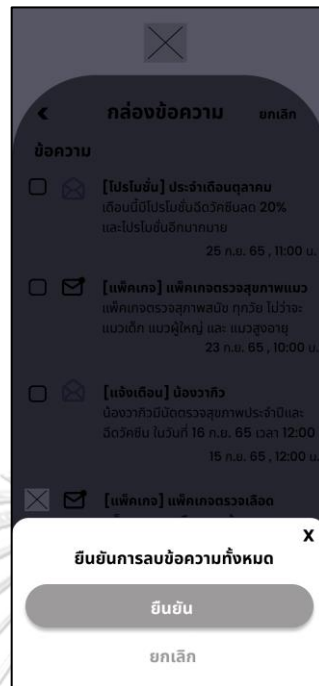 กล่องข้อความ ยกเลิก
ข้อความ
[โปรโมชั่น] ประจำเดือนตุลาคม
เดือนนี้มีโปรโมชั่นฉีดวัคซีนลด 20%
และโปรโมชั่นอีกมากมาย
25 ก.ย. 65 , 11:00 น.
[แพ็คเกจ] แพ็คเกจตรวจสุขภาพแมว
แพ็คเกจตรวจสุภาพสมัช ทุกวัย ไม่ว่าจะ
แมวเด็ก แมวผู้ใหญ่ และ แมวสูงอายุ
23 ก.ย. 65 , 10:00 น.
[แจ้งเตือน] น้องวากิว
น้องวากิวมีนัดตรวจสุขภาพประจำปีและ
ฉีดวัคซีน ในวันที่ 16 ก.ย. 65 เวลา 12:00
15 ก.ย. 65 , 12:00 น.
[แพ็คเกจ] แพ็คเกจตรวจเลือด
X
ยืนยันการลบข้อความทั้งหมด
ยืนยัน
ยกเลิก